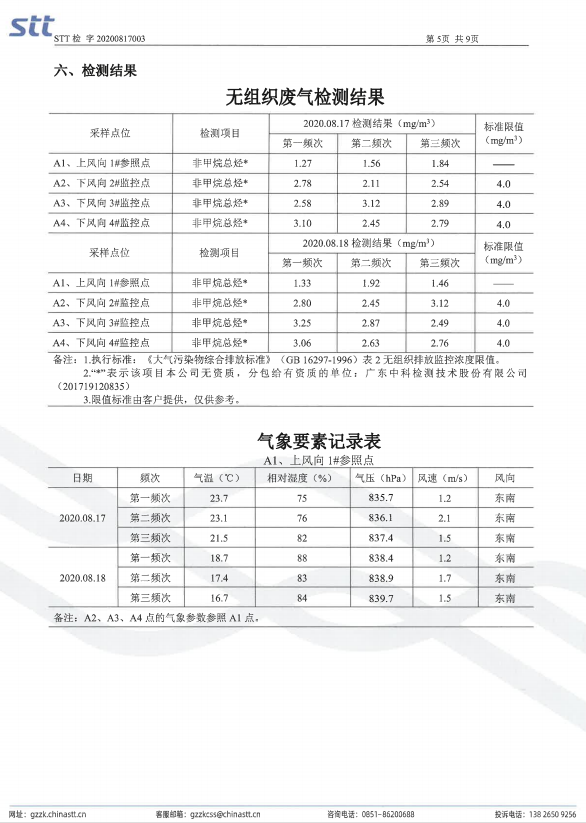 stt
STT 检 字 20200817003 第 5页 共 9页
六、检测结果
无组织废气检测结果
采样点位 检测项目 2020.08.17 检测结果（mg/m³） 标准限值（mg/m³）
第一频次 第二频次 第三频次
A1、上风向 1#参照点 非甲烷总烃* 1.27 1.56 1.84 ——
A2、下风向 2#监控点 非甲烷总烃* 2.78 2.11 2.54 4.0
A3、下风向 3#监控点 非甲烷总烃* 2.58 3.12 2.89 4.0
A4、下风向 4#监控点 非甲烷总烃* 3.10 2.45 2.79 4.0
采样点位 检测项目 2020.08.18 检测结果（mg/m³） 标准限值（mg/m³）
第一频次 第二频次 第三频次
A1、上风向 1#参照点 非甲烷总烃* 1.33 1.92 1.46 ——
A2、下风向 2#监控点 非甲烷总烃* 2.80 2.45 3.12 4.0
A3、下风向 3#监控点 非甲烷总烃* 3.25 2.87 2.49 4.0
A4、下风向 4#监控点 非甲烷总烃* 3.06 2.63 2.76 4.0
备注：1.执行标准：《大气污染物综合排放标准》（GB 16297-1996）表 2 无组织排放监控浓度限值。
2.“*”表示该项目本公司无资质，分包给有资质的单位：广东中科检测技术股份有限公司
（201719120835）
3.限值标准由客户提供，仅供参考。
气象要素记录表
A1、上风向 1#参照点
日期 频次 气温（℃） 相对湿度（%） 气压（hPa） 风速（m/s） 风向
2020.08.17 第一频次 23.7 75 835.7 1.2 东南
第二频次 23.1 76 836.1 2.1 东南
第三频次 21.5 82 837.4 1.5 东南
2020.08.18 第一频次 18.7 88 838.4 1.2 东南
第二频次 17.4 83 838.9 1.7 东南
第三频次 16.7 84 839.7 1.5 东南
备注：A2、A3、A4 点的气象参数参照 A1 点。
网址：gzzk.chinastt.cn 客服邮箱：gzzkcss@chinastt.cn 咨询电话：0851-86200688 投诉电话：138 2650 9256